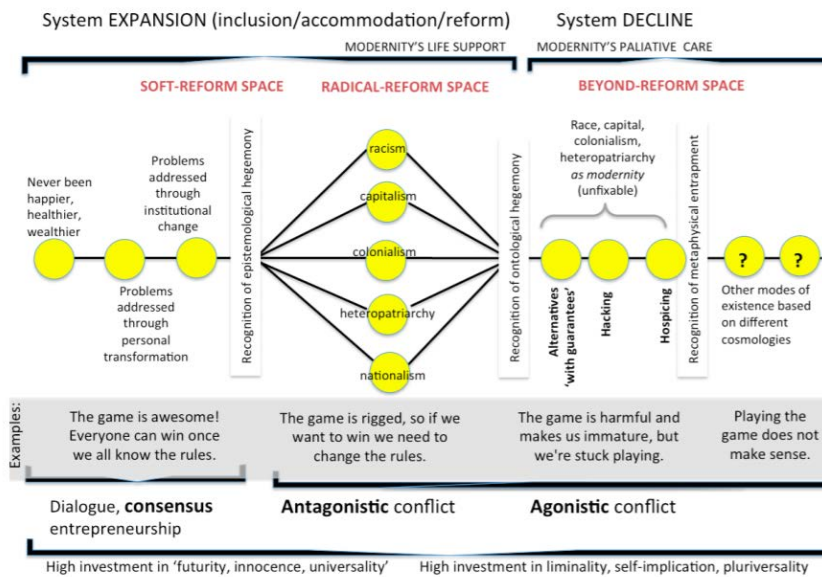 System EXPANSION (inclusion/accommodation/reform)
System DECLINE
MODERNITY'S LIFE SUPPORT
MODERNITY'S PALIATIVE CARE
SOFT-REFORM SPACE
RADICAL-REFORM SPACE
BEYOND-REFORM SPACE
Never been
happier,
healthier,
wealthier
Problems
addressed
through
institutional
change
Problems
addressed
through
personal
transformation
Recognition of epistemological hegemony
racism
capitalism
colonialism
heteropatriarchy
nationalism
Recognition of ontological hegemony
Race, capital,
colonialism,
heteropatriarchy
as modernity
(unfixable)
Alternatives
'with guarantees'
Hacking
Hospicing
Recognition of metaphysical entrapment
?
?
Other modes of
existence based
on different
cosmologies
Examples:
The game is awesome!
Everyone can win once
we all know the rules.
The game is rigged, so if we
want to win we need to
change the rules.
The game is harmful and
makes us immature, but
we're stuck playing.
Playing the
game does not
make sense.
Dialogue, consensus
entrepreneurship
Antagonistic conflict
Agonistic conflict
High investment in 'futurity, innocence, universality'
High investment in liminality, self-implication, pluriversality